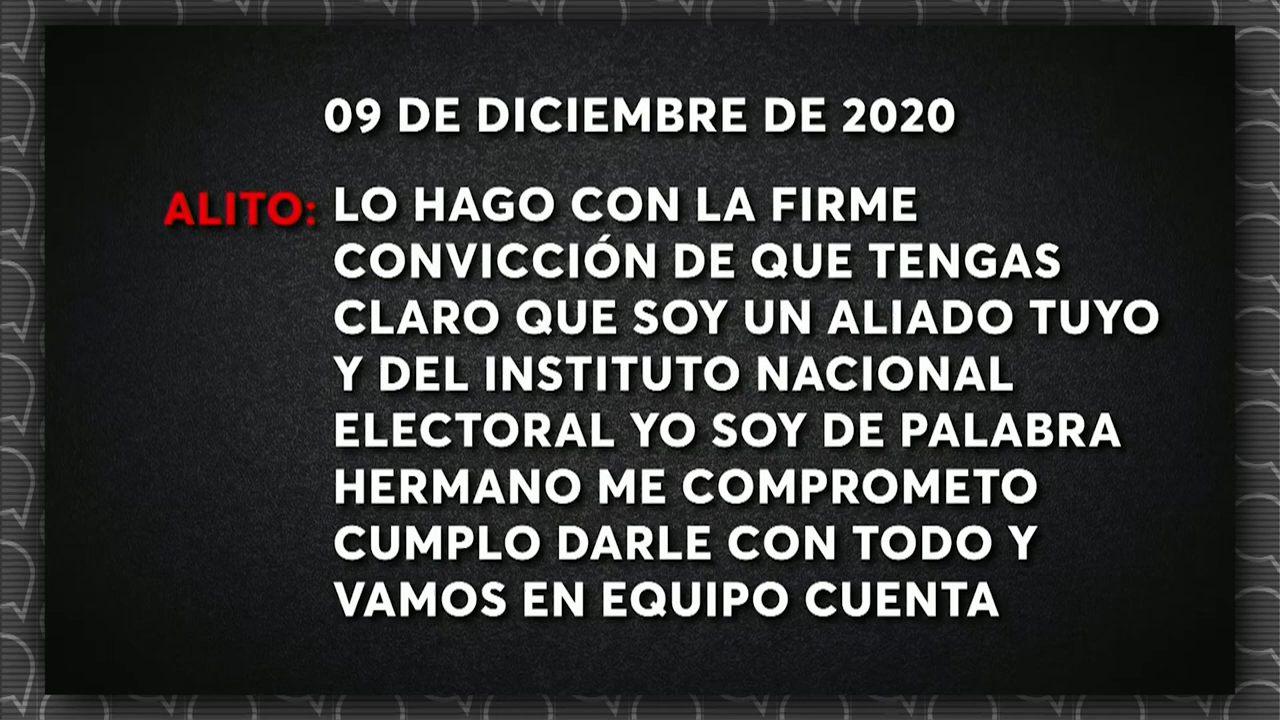 09 DE DICIEMBRE DE 2020
ALITO: LO HAGO CON LA FIRME
CONVICCIÓN DE QUE TENGAS
CLARO QUE SOY UN ALIADO TUYO
Y DEL INSTITUTO NACIONAL
ELECTORAL YO SOY DE PALABRA
HERMANO ME COMPROMETO
CUMPLO DARLE CON TODO Y
VAMOS EN EQUIPO CUENTA